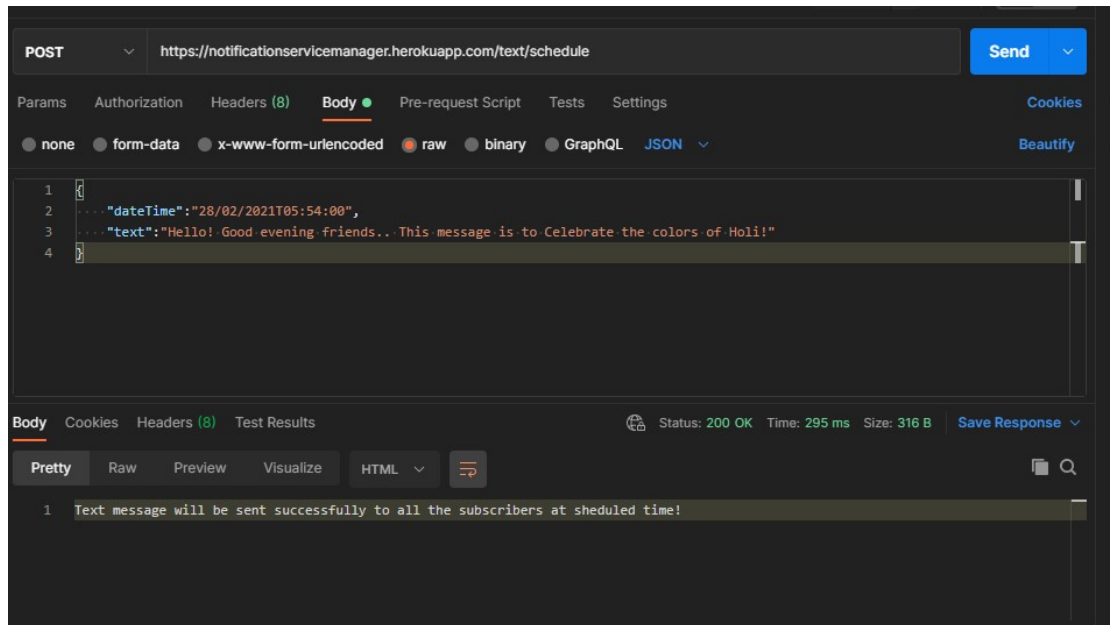 POST https://notificationservicemanager.herokuapp.com/text/schedule Send
Params Authorization Headers (8) Body Pre-request Script Tests Settings Cookies
none form-data x-www-form-urlencoded raw binary GraphQL JSON Beautify
1 {
2 "dateTime":"28/02/2021T05:54:00",
3 "text":"Hello! Good evening friends.. This message is to Celebrate the colors of Holi!"
4 }
Body Cookies Headers (8) Test Results Status: 200 OK Time: 295 ms Size: 316 B Save Response
Pretty Raw Preview Visualize HTML
1 Text message will be sent successfully to all the subscribers at sheduled time!